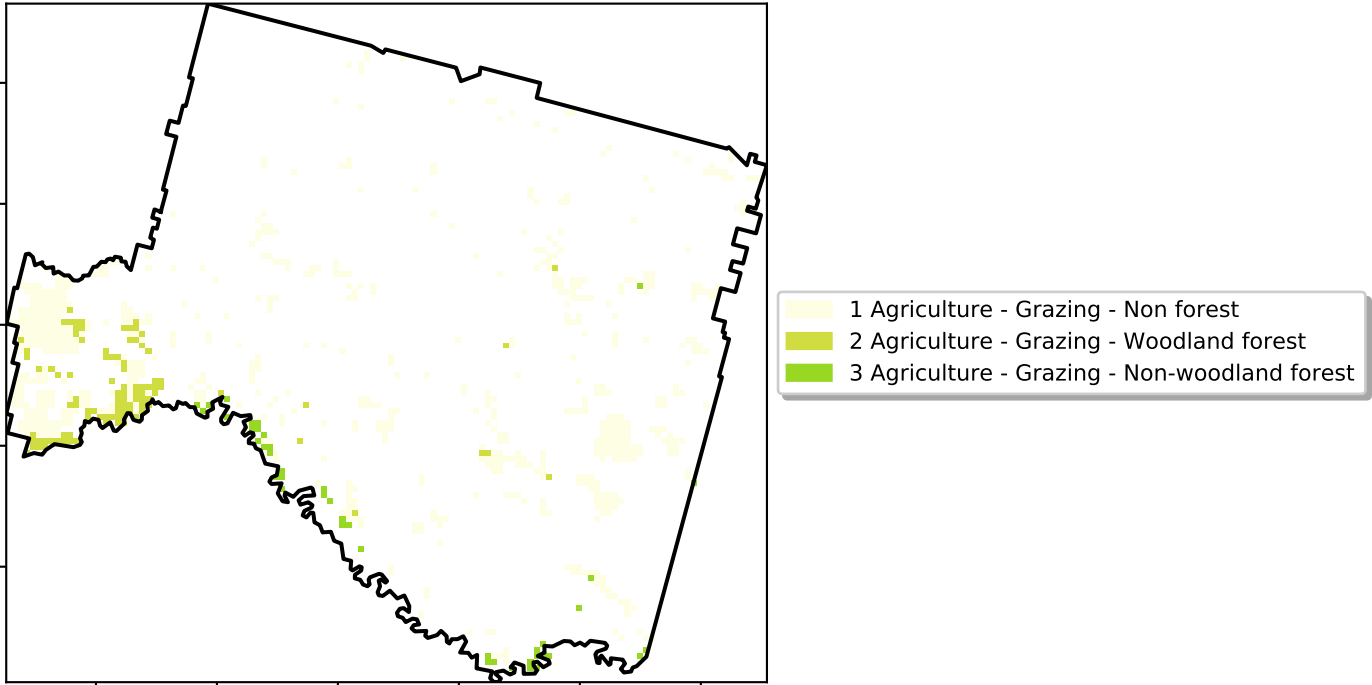 1 Agriculture - Grazing - Non forest
2 Agriculture - Grazing - Woodland forest
3 Agriculture - Grazing - Non-woodland forest